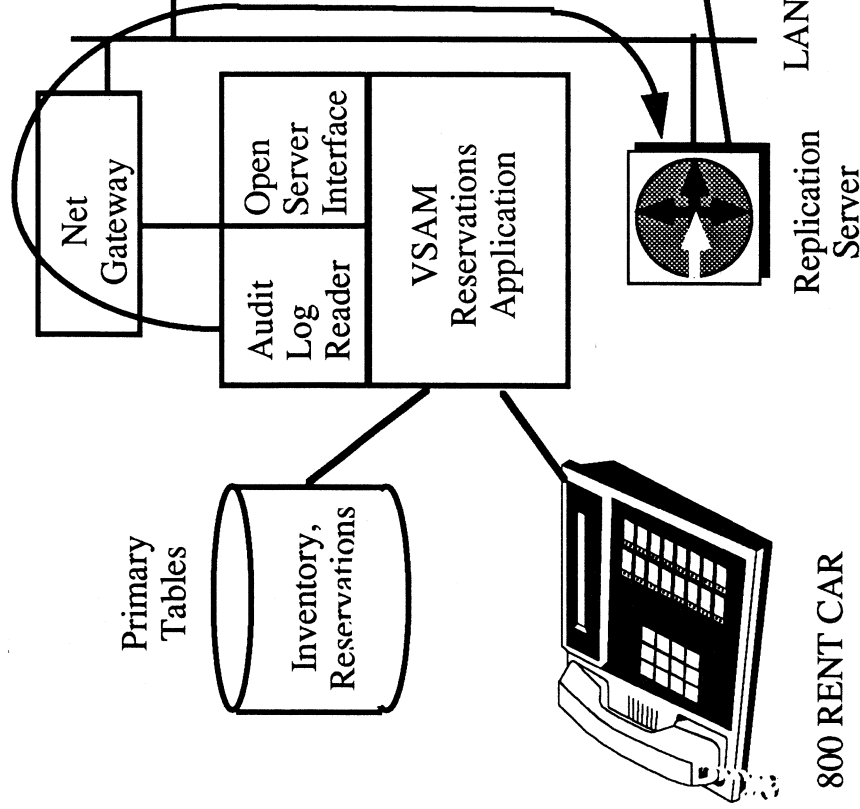 Primary
Tables
Inventory,
Reservations
Net
Gateway
Audit
Log
Reader
Open
Server
Interface
VSAM
Reservations
Application
800 RENT CAR
Replication
Server
LAN